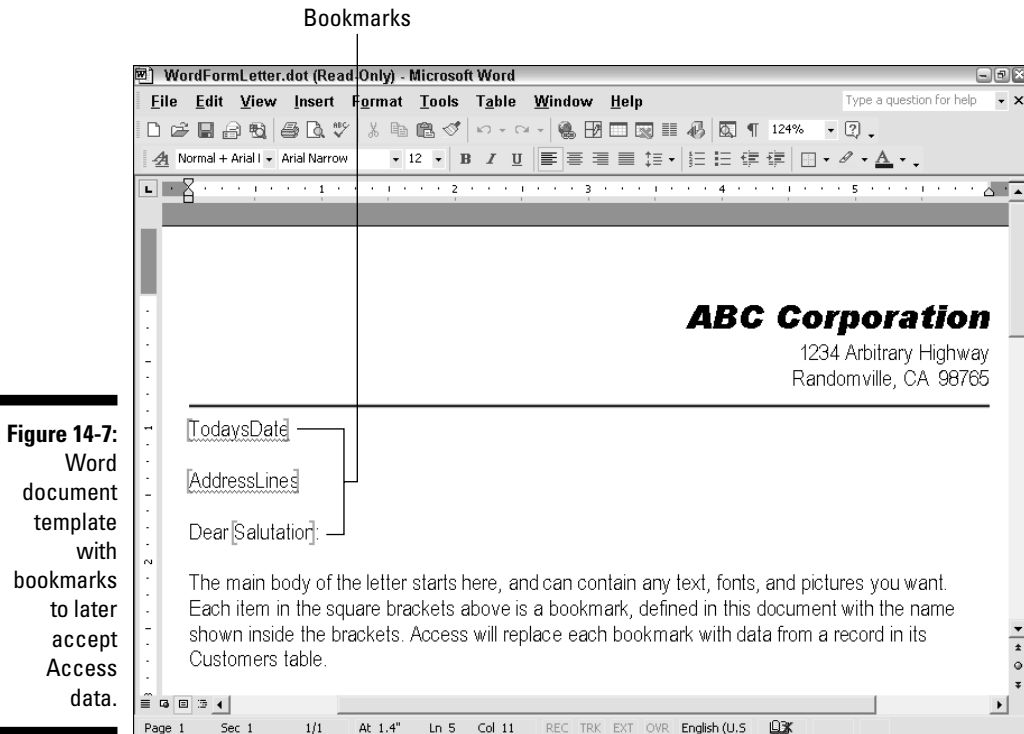 Bookmarks
WordFormLetter.dot (Read-Only) - Microsoft Word
File Edit View Insert Format Tools Table Window Help Type a question for help
124%
Normal + Arial Arial Narrow 12 B I U A
1 2 3 4 5
ABC Corporation
1234 Arbitrary Highway
Randomville, CA 98765
[TodaysDate]
[AddressLines]
Dear [Salutation]:
The main body of the letter starts here, and can contain any text, fonts, and pictures you want.
Each item in the square brackets above is a bookmark, defined in this document with the name
shown inside the brackets. Access will replace each bookmark with data from a record in its
Customers table.
Page 1 Sec 1 1/1 At 1.4" Ln 5 Col 11 REC TRK EXT OVR English (U.S
Figure 14-7:
Word
document
template
with
bookmarks
to later
accept
Access
data.